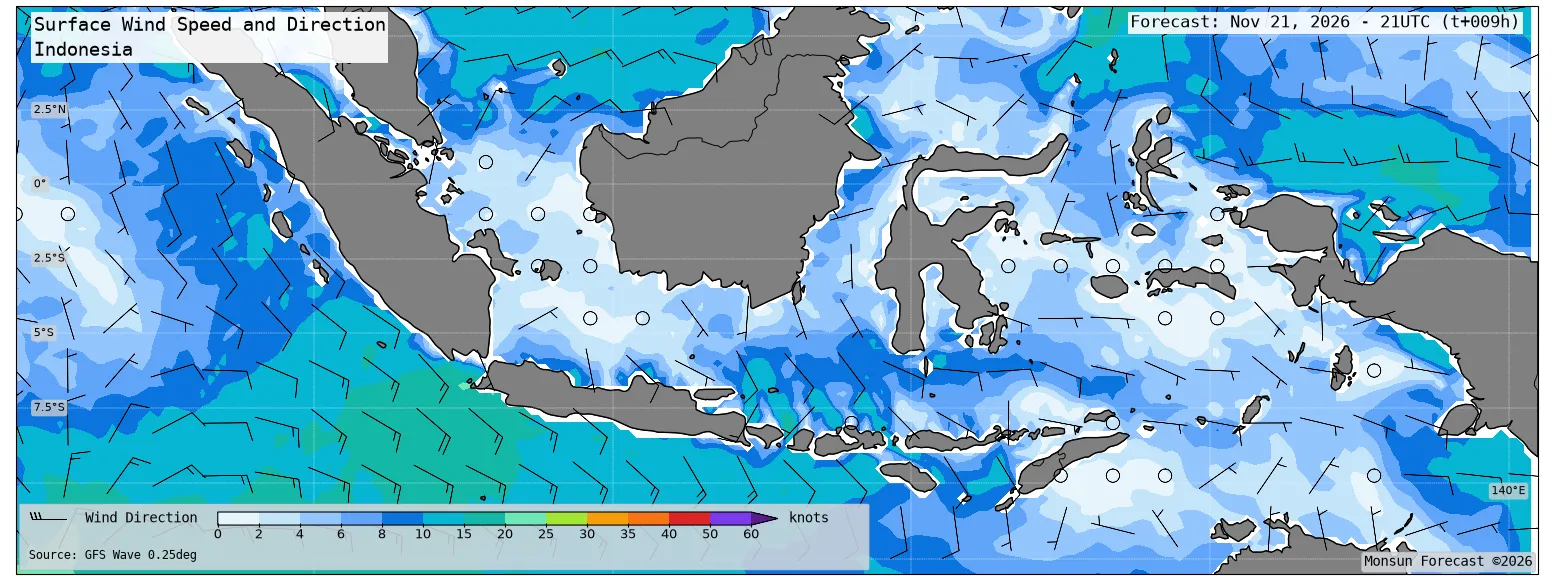 Surface Wind Speed and Direction
Indonesia
Forecast: Nov 21, 2026 - 21UTC (t+009h)
2.5°N
0°
2.5°S
5°S
7.5°S
140°E
Wind Direction
knots
0 2 4 6 8 10 15 20 25 30 35 40 50 60
Source: GFS Wave 0.25deg
Monsun Forecast ©2026